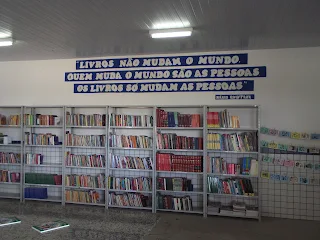 "LIVROS NÃO MUDAM O MUNDO,
QUEM MUDA O MUNDO SÃO AS PESSOAS
OS LIVROS SÓ MUDAM AS PESSOAS"